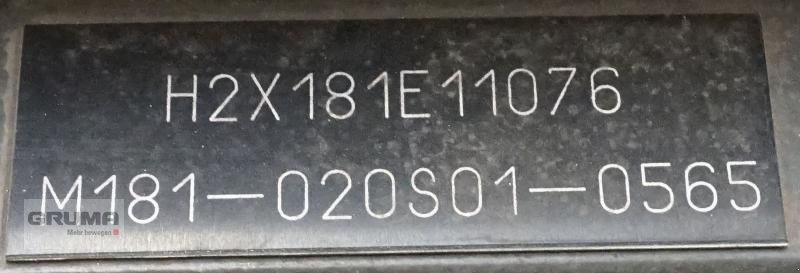 H2X181E11076
M181-020S01-0565
GRUMA
Mehr bewegen